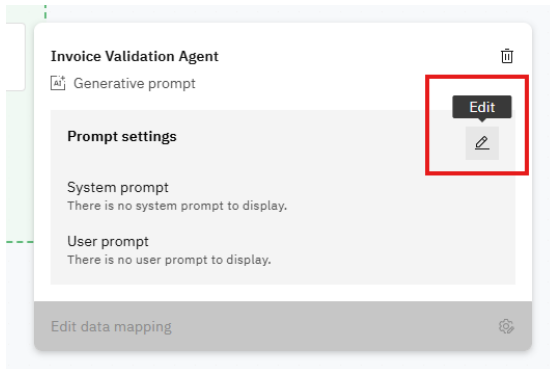 Invoice Validation Agent
Generative prompt
Edit
Prompt settings
System prompt
There is no system prompt to display.
User prompt
There is no user prompt to display.
Edit data mapping